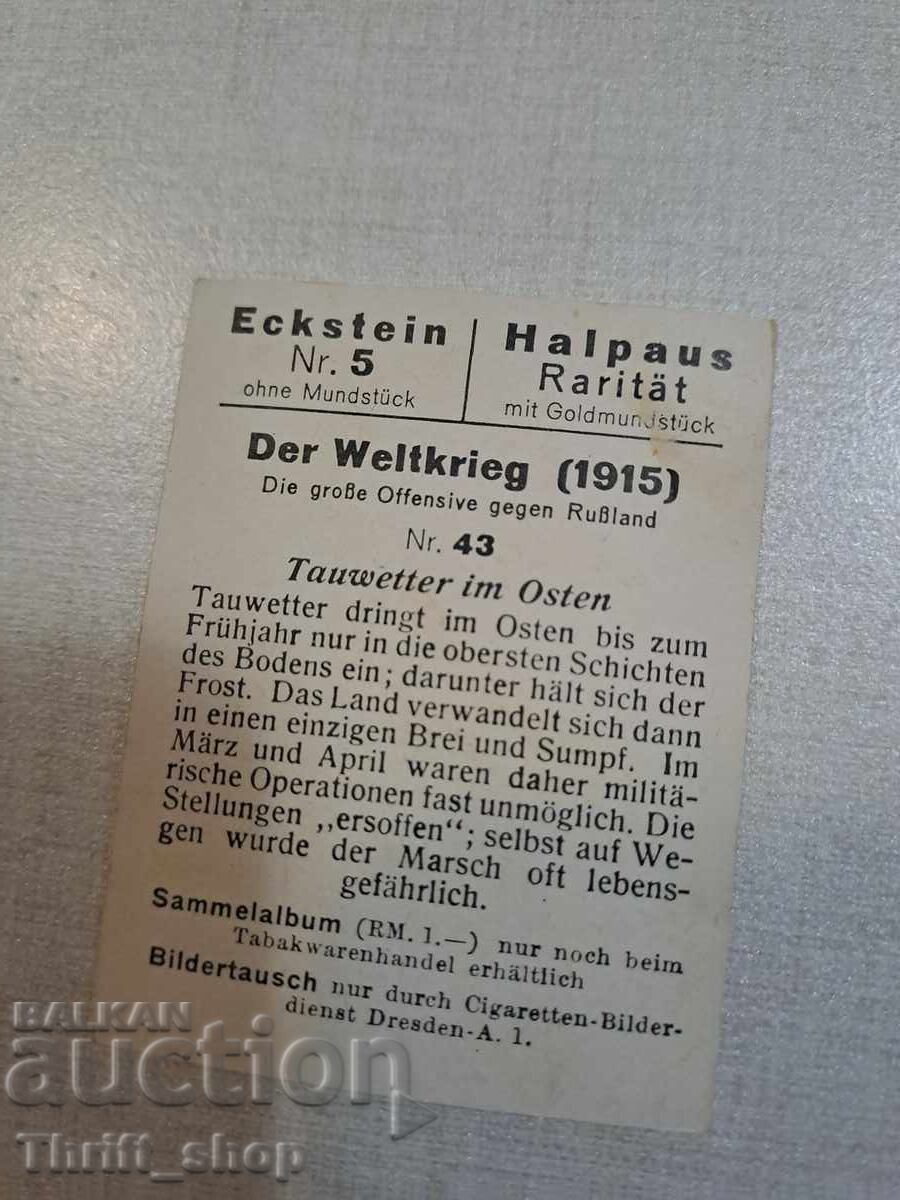 Eckstein
Nr. 5
ohne Mundstück
Halpaus
Rarität
mit Goldmundstück
Der Weltkrieg (1915)
Die große Offensive gegen Rußland
Nr. 43
Tauwetter im Osten
Tauwetter dringt im Osten bis zum
Frühjahr nur in die obersten Schichten
des Bodens ein; darunter hält sich der
Frost. Das Land verwandelt sich dann
in einen einzigen Brei und Sumpf. Im
März und April waren daher militä-
rische Operationen fast unmöglich. Die
Stellungen „ersoffen“; selbst auf We-
gen wurde der Marsch oft lebens-
gefährlich.
Sammelalbum (RM. 1.—) nur noch beim
Tabakwarenhandel erhältlich
Bildertausch nur durch Cigaretten-Bilder-
dienst Dresden-A. 1.
BALKAN
auction
Thrift_shop